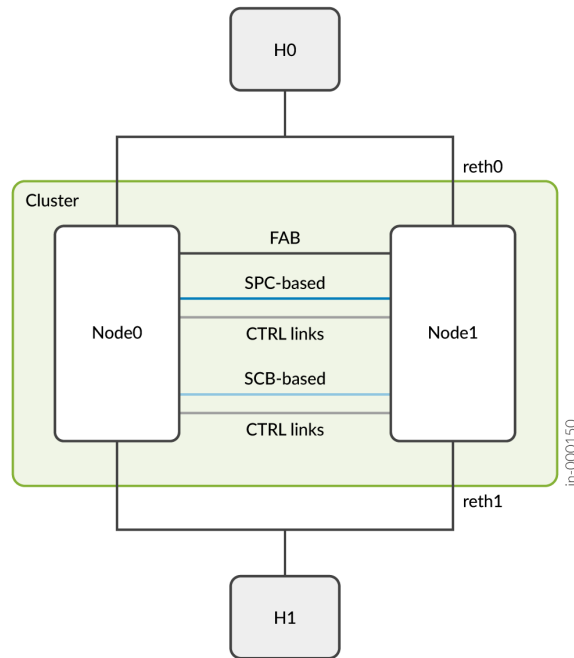 H0
reth0
Cluster
FAB
SPC-based
Node0
Node1
CTRL links
SCB-based
CTRL links
reth1
H1
jn-000150